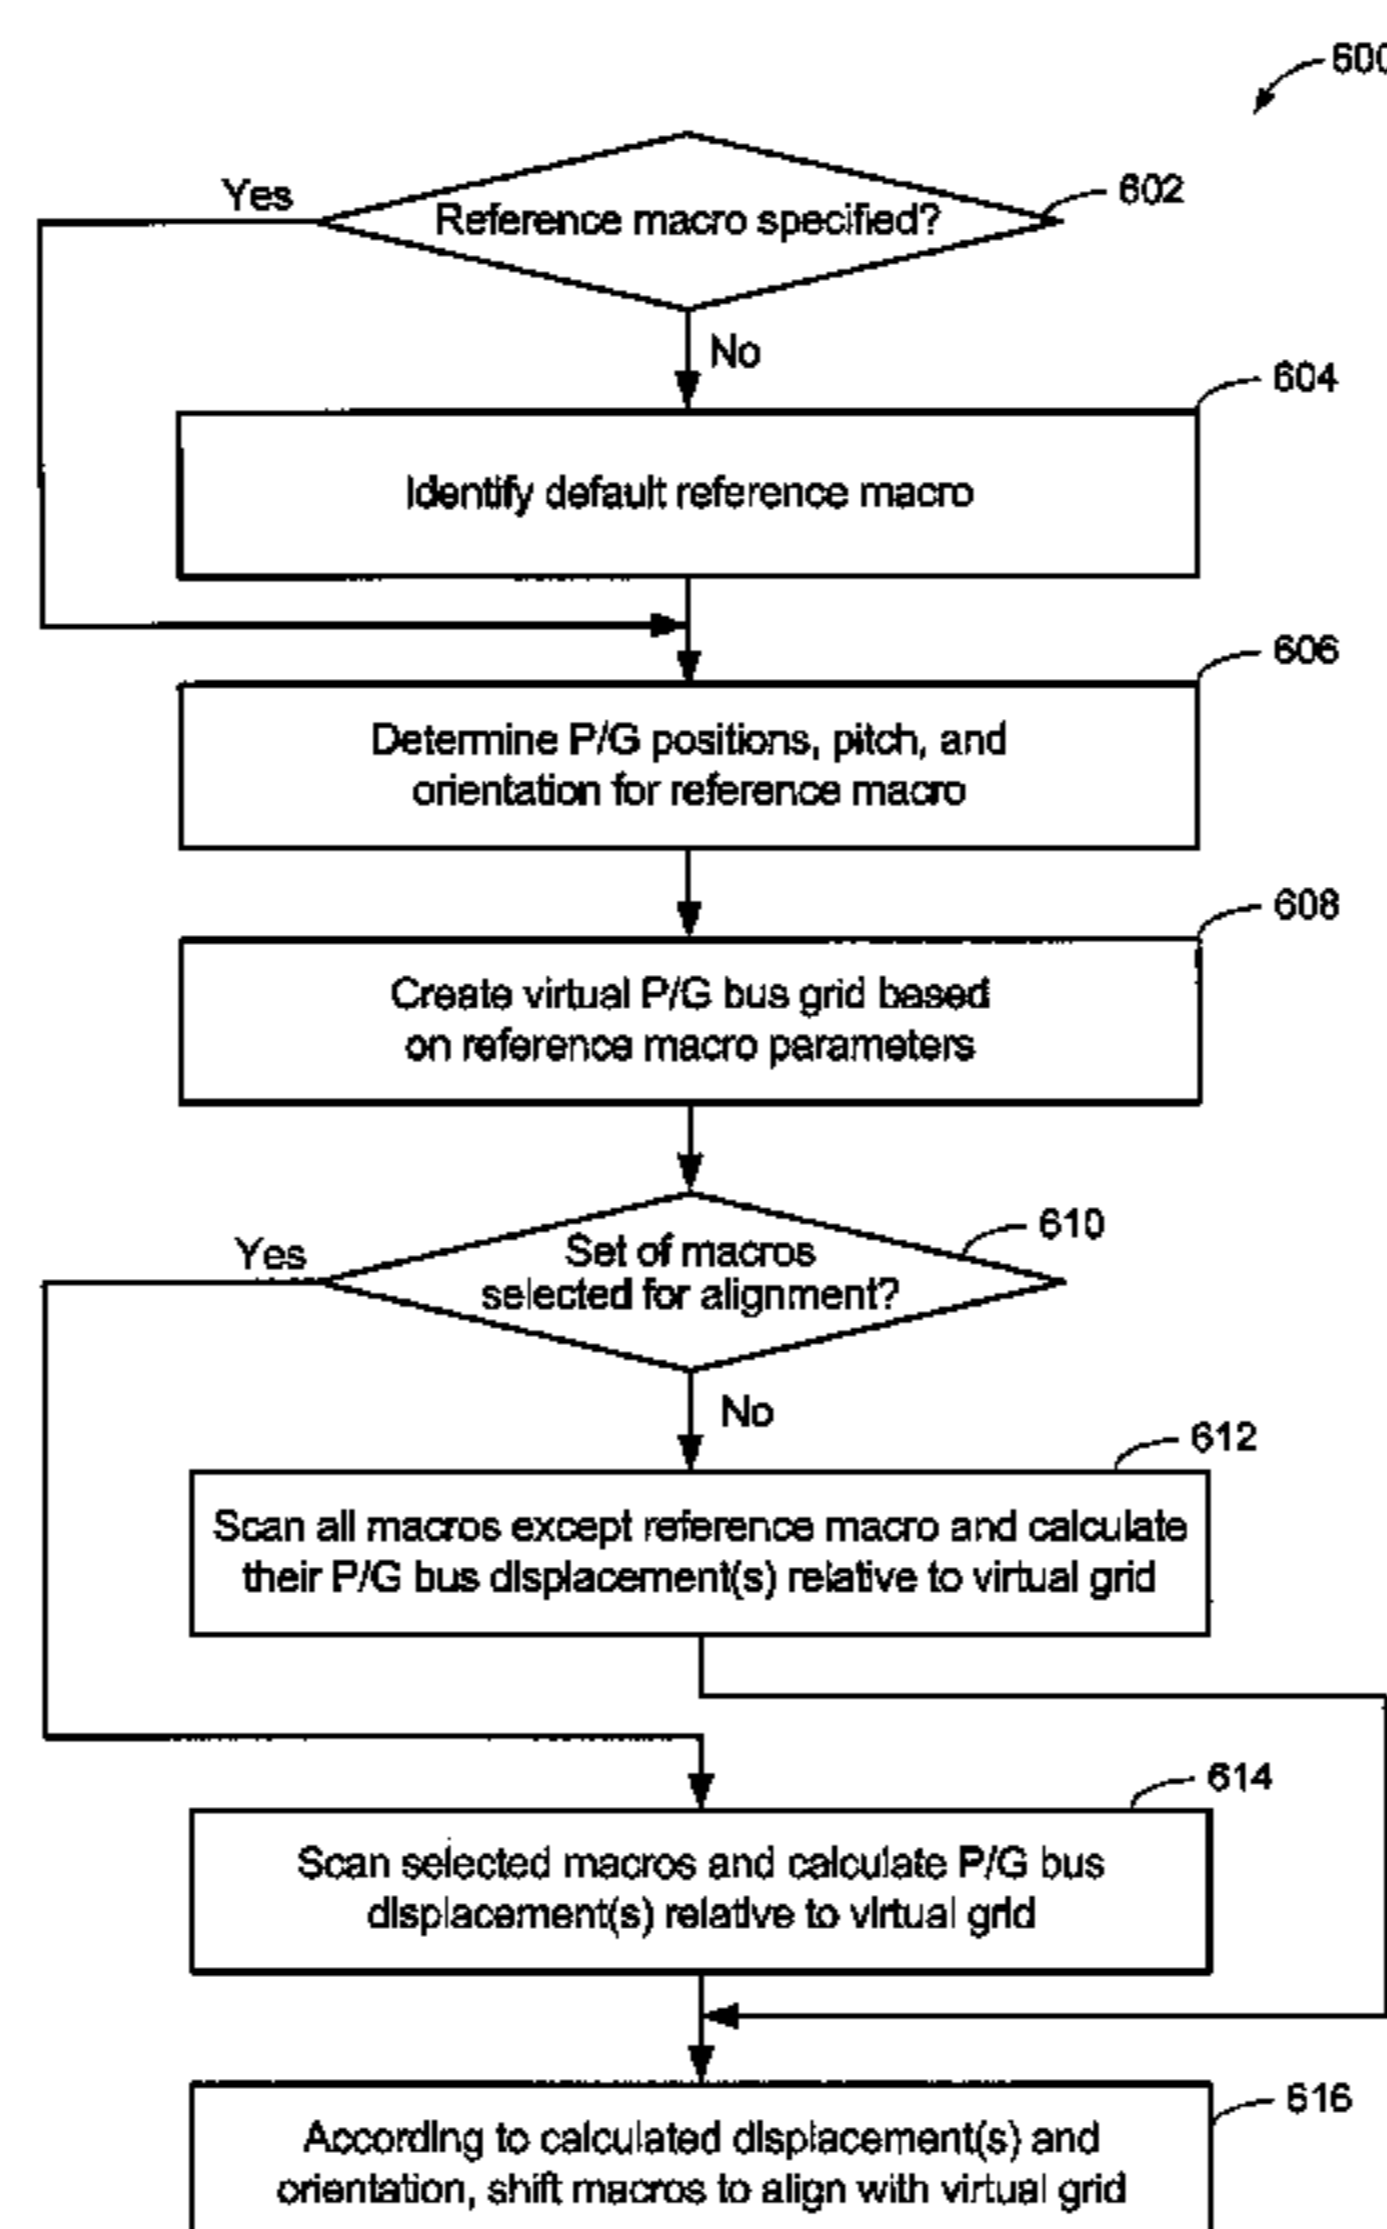 600
Yes
Reference macro specified?
602
No
604
Identify default reference macro
606
Determine P/G positions, pitch, and
orientation for reference macro
608
Create virtual P/G bus grid based
on reference macro parameters
610
Yes
Set of macros
selected for alignment?
No
612
Scan all macros except reference macro and calculate
their P/G bus displacement(s) relative to virtual grid
614
Scan selected macros and calculate P/G bus
displacement(s) relative to virtual grid
616
According to calculated displacement(s) and
orientation, shift macros to align with virtual grid